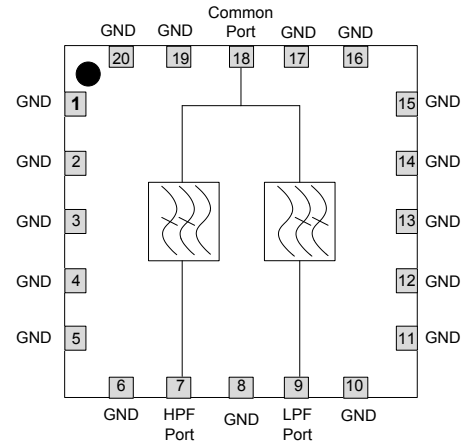 Common
GND GND Port GND GND
20 19 18 17 16
GND 1 15 GND
GND 2 14 GND
GND 3 13 GND
GND 4 12 GND
GND 5 11 GND
6 7 8 9 10
GND HPF GND LPF GND
Port Port